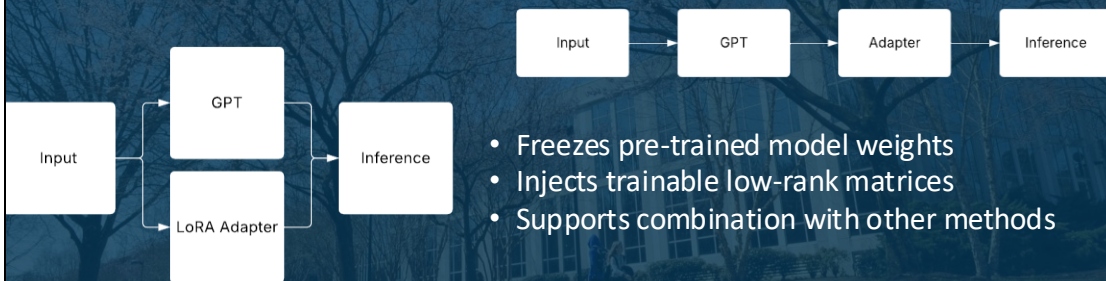 Input
GPT
LoRA Adapter
Inference
Input
GPT
Adapter
Inference
• Freezes pre-trained model weights
• Injects trainable low-rank matrices
• Supports combination with other methods